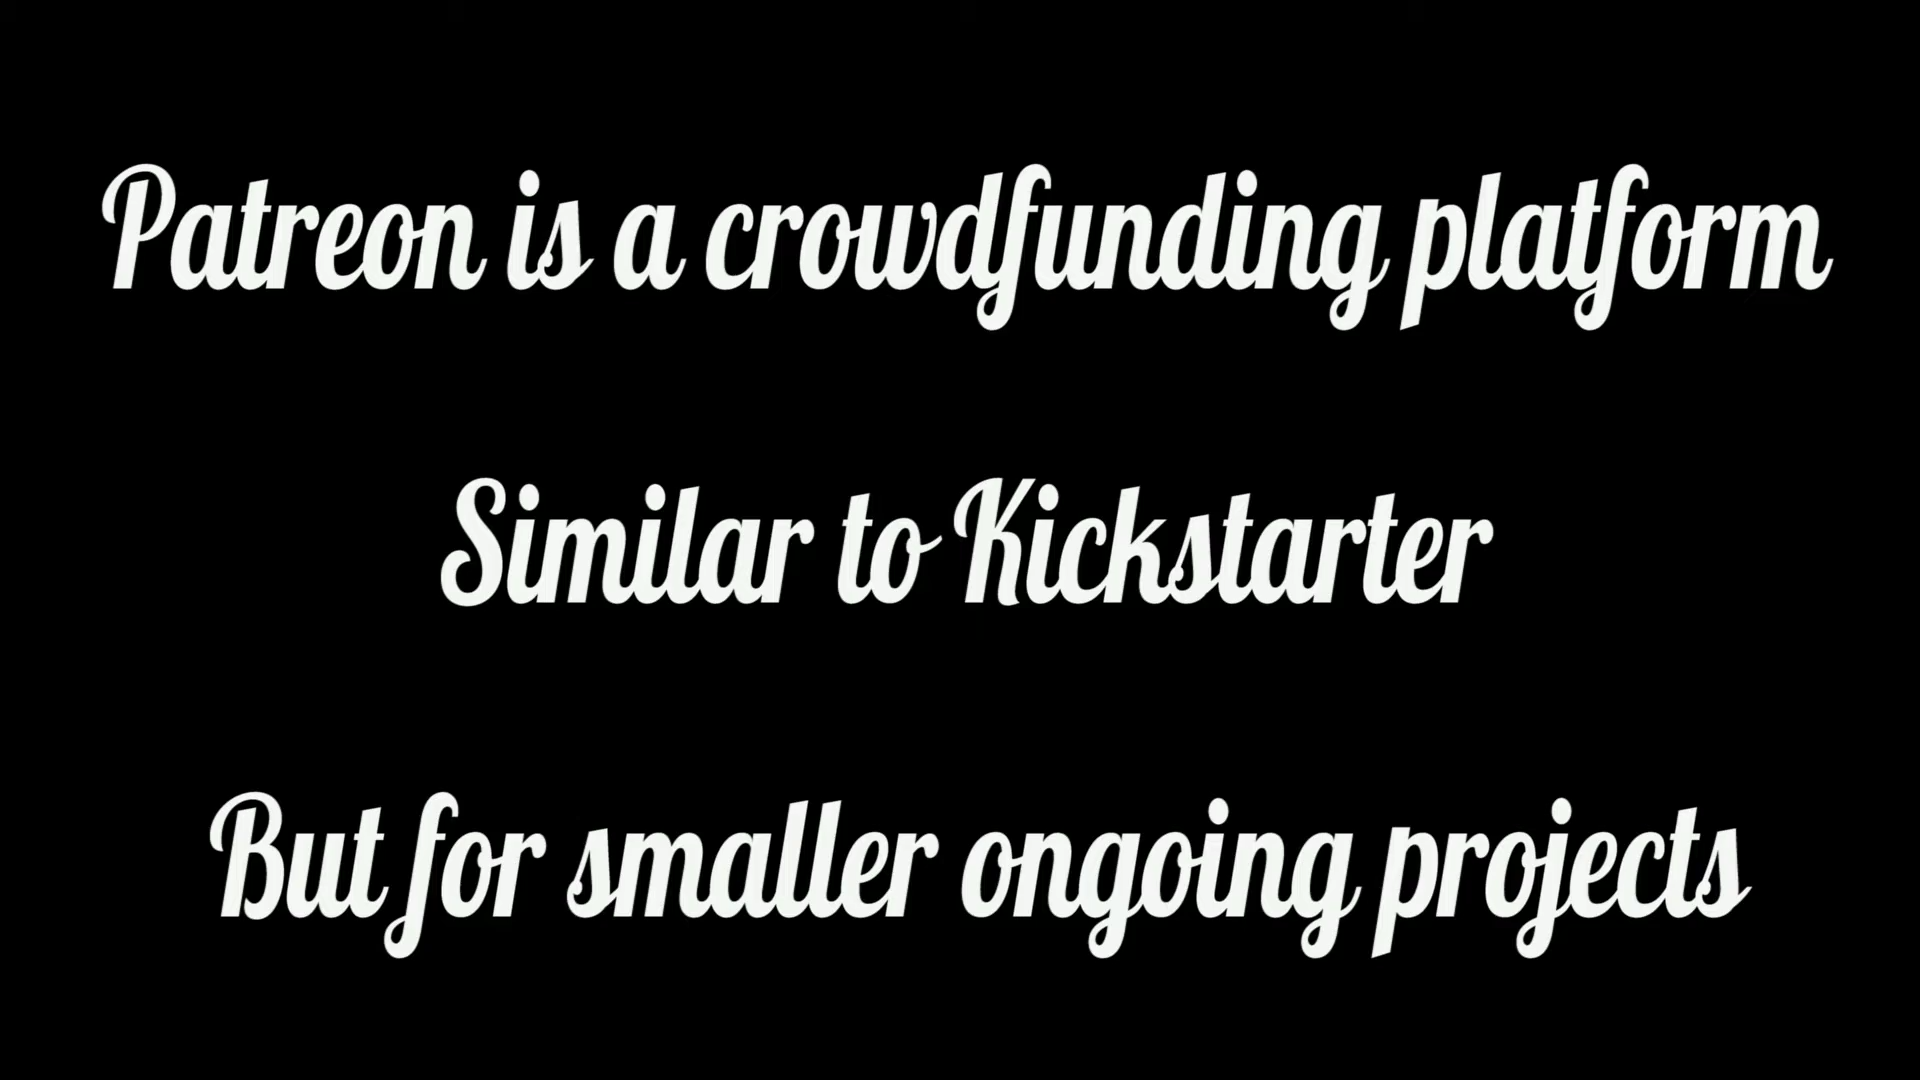 Patreon is a crowdfunding platform
Similar to Kickstarter
But for smaller ongoing projects